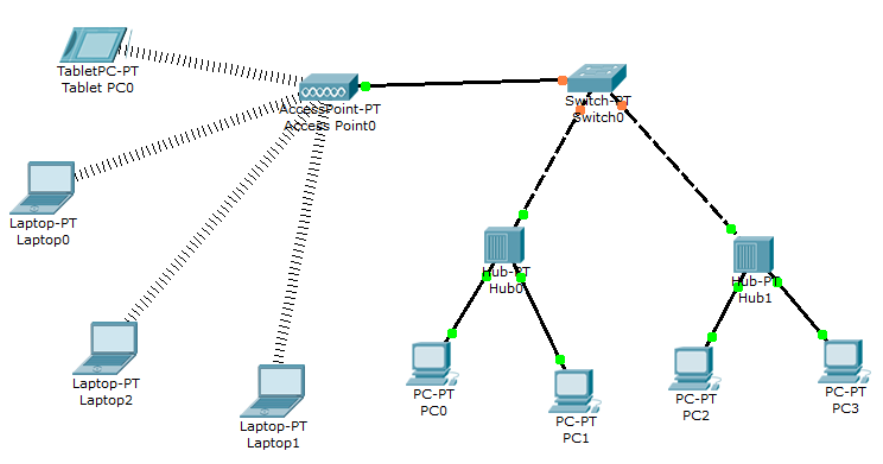 TabletPC-PT
Tablet PC0
AccessPoint-PT
Access Point0
Switch-PT
Switch0
Laptop-PT
Laptop0
Hub-PT
Hub0
Hub-PT
Hub1
Laptop-PT
Laptop2
Laptop-PT
Laptop1
PC-PT
PC0
PC-PT
PC1
PC-PT
PC2
PC-PT
PC3